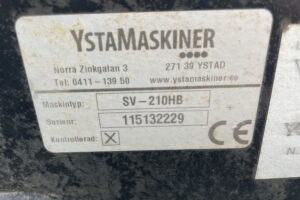 YSTAMASKINER
Norra Zinkgatan 3 271 39 YSTAD
Tel: 0411-139 50 www.ystamaskiner.se
Maskintyp: SV-210HB
Serienr: 115132229
Kontrollerad: X CE